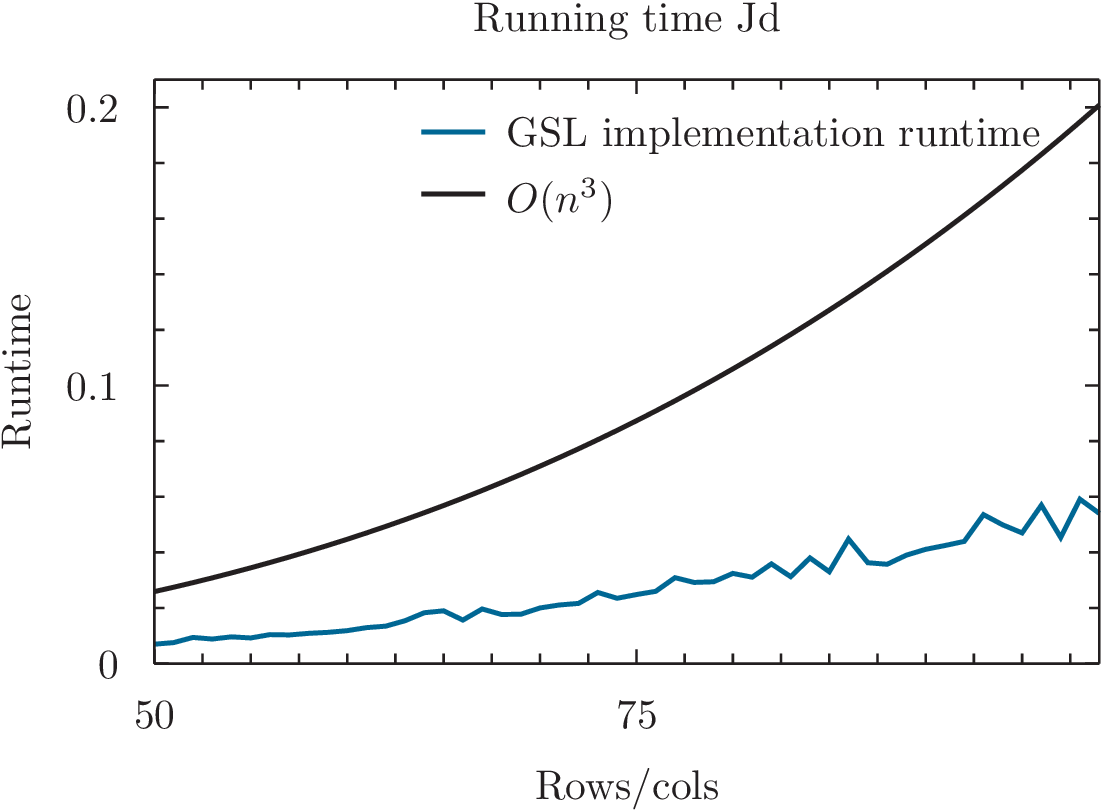 Running time Jd
0.2
GSL implementation runtime
O(n³)
0.1
Runtime
0
50
75
Rows/cols